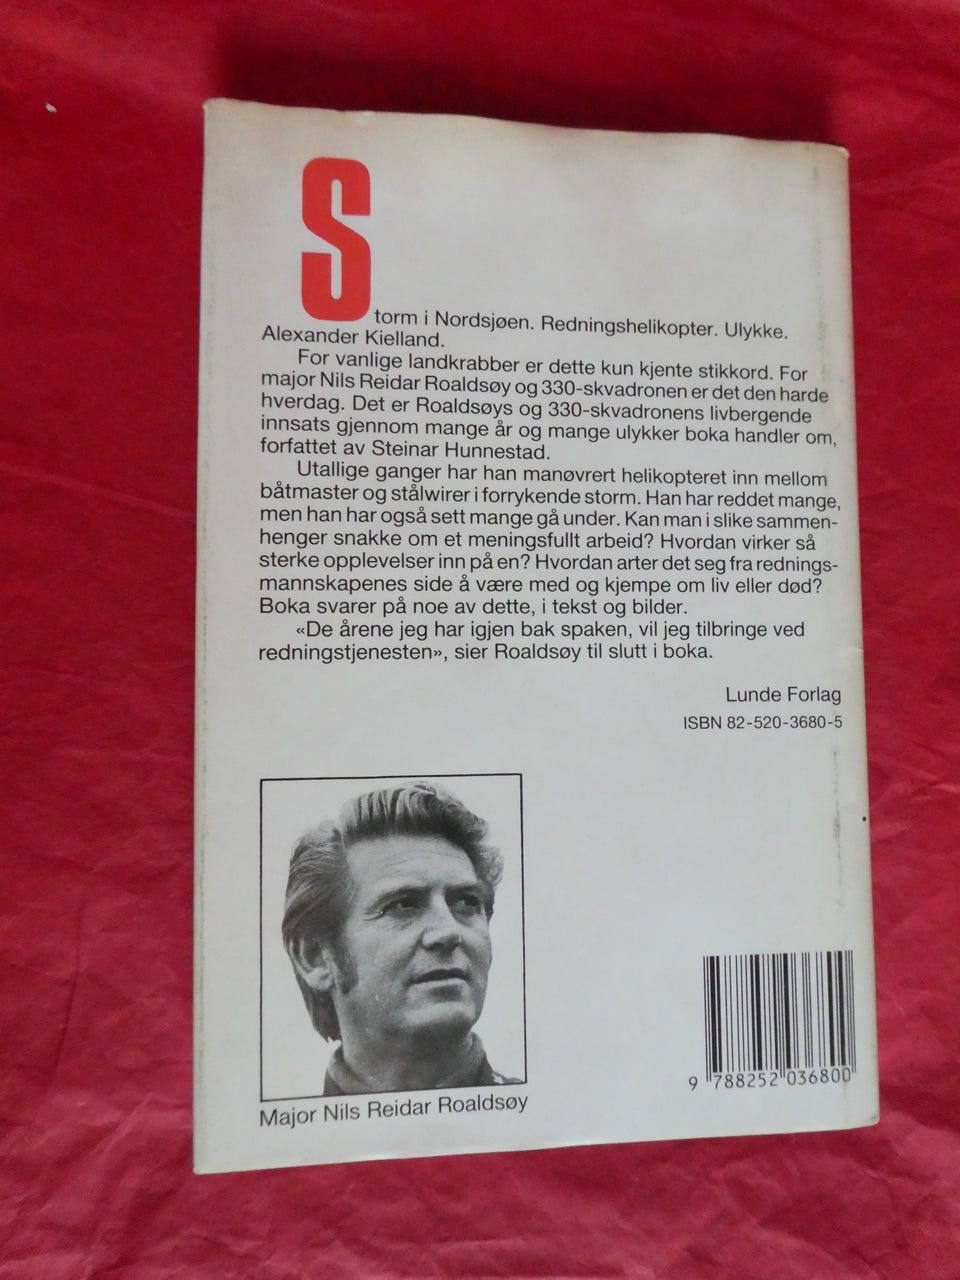 Storm i Nordsjøen. Redningshelikopter. Ulykke.
Alexander Kielland.
For vanlige landkrabber er dette kun kjente stikkord. For
major Nils Reidar Roaldsøy og 330-skvadronen er det den harde
hverdag. Det er Roaldsøys og 330-skvadronens livbergende
innsats gjennom mange år og mange ulykker boka handler om,
forfattet av Steinar Hunnestad.
Utallige ganger har han manøvrert helikopteret inn mellom
båtmaster og stålwirer i forrykende storm. Han har reddet mange,
men han har også sett mange gå under. Kan man i slike sammen-
henger snakke om et meningsfullt arbeid? Hvordan virker så
sterke opplevelser inn på en? Hvordan arter det seg fra rednings-
mannskapenes side å være med og kjempe om liv eller død?
Boka svarer på noe av dette, i tekst og bilder.
«De årene jeg har igjen bak spaken, vil jeg tilbringe ved
redningstjenesten», sier Roaldsøy til slutt i boka.
Lunde Forlag
ISBN 82-520-3680-5
Major Nils Reidar Roaldsøy
9 788252 036800